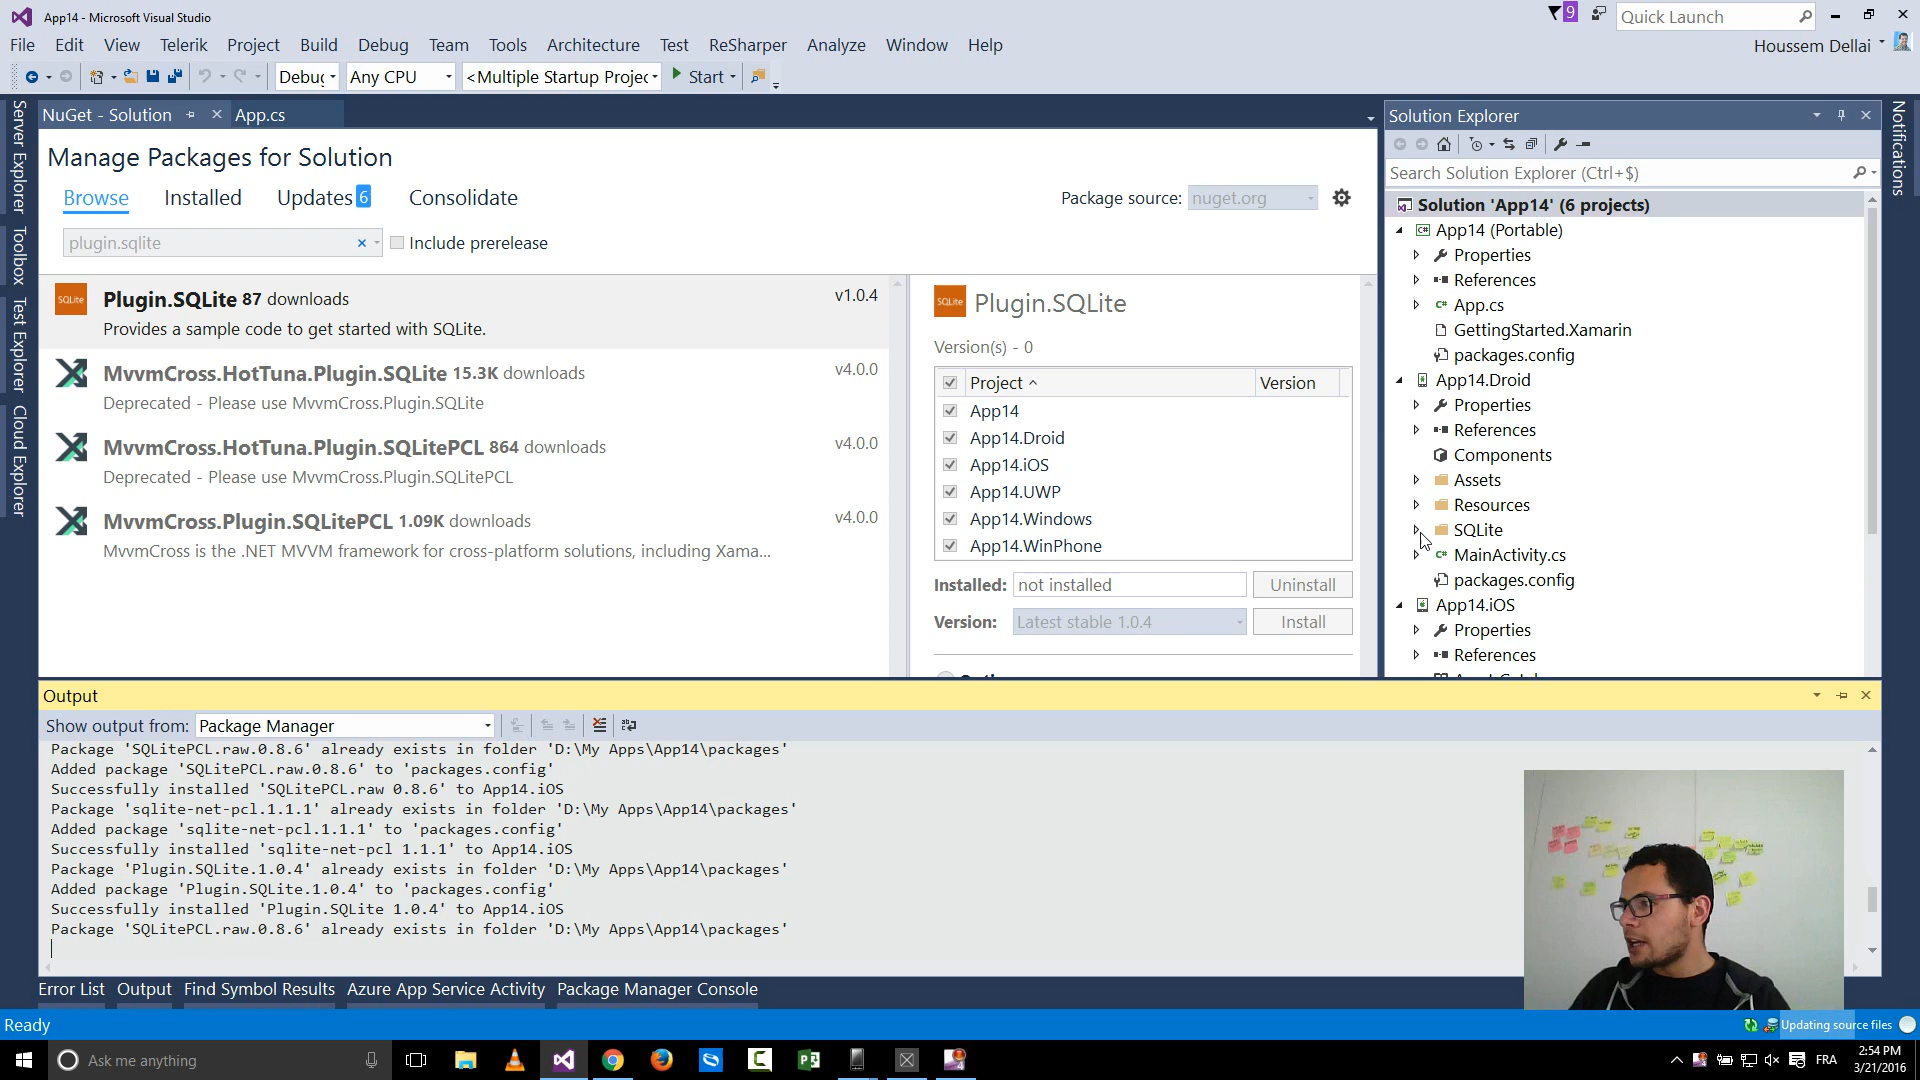 App14 - Microsoft Visual Studio
9
Quick Launch
File Edit View Telerik Project Build Debug Team Tools Architecture Test ReSharper Analyze Window Help
Houssem Dellai
Debug Any CPU <Multiple Startup Projec Start
Server Explorer
Toolbox
Test Explorer
Cloud Explorer
NuGet - Solution App.cs
Manage Packages for Solution
Browse Installed Updates 6 Consolidate
Package source: nuget.org
plugin.sqlite
Include prerelease
SQLite
Plugin.SQLite 87 downloads v1.0.4
Provides a sample code to get started with SQLite.
MvvmCross.HotTuna.Plugin.SQLite 15.3K downloads v4.0.0
Deprecated - Please use MvvmCross.Plugin.SQLite
MvvmCross.HotTuna.Plugin.SQLitePCL 864 downloads v4.0.0
Deprecated - Please use MvvmCross.Plugin.SQLitePCL
MvvmCross.Plugin.SQLitePCL 1.09K downloads v4.0.0
MvvmCross is the .NET MVVM framework for cross-platform solutions, including Xama...
SQLite
Plugin.SQLite
Version(s) - 0
Project Version
App14
App14.Droid
App14.iOS
App14.UWP
App14.Windows
App14.WinPhone
Installed: not installed Uninstall
Version: Latest stable 1.0.4 Install
Solution Explorer
Search Solution Explorer (Ctrl+$)
Solution 'App14' (6 projects)
App14 (Portable)
Properties
References
App.cs
GettingStarted.Xamarin
packages.config
App14.Droid
Properties
References
Components
Assets
Resources
SQLite
MainActivity.cs
packages.config
App14.iOS
Properties
References
Notifications
Output
Show output from: Package Manager
Package 'SQLitePCL.raw.0.8.6' already exists in folder 'D:\My Apps\App14\packages'
Added package 'SQLitePCL.raw.0.8.6' to 'packages.config'
Successfully installed 'SQLitePCL.raw 0.8.6' to App14.iOS
Package 'sqlite-net-pcl.1.1.1' already exists in folder 'D:\My Apps\App14\packages'
Added package 'sqlite-net-pcl.1.1.1' to 'packages.config'
Successfully installed 'sqlite-net-pcl 1.1.1' to App14.iOS
Package 'Plugin.SQLite.1.0.4' already exists in folder 'D:\My Apps\App14\packages'
Added package 'Plugin.SQLite.1.0.4' to 'packages.config'
Successfully installed 'Plugin.SQLite 1.0.4' to App14.iOS
Package 'SQLitePCL.raw.0.8.6' already exists in folder 'D:\My Apps\App14\packages'
Error List Output Find Symbol Results Azure App Service Activity Package Manager Console
Ready
Updating source files
Ask me anything
FRA
2:54 PM
3/21/2016